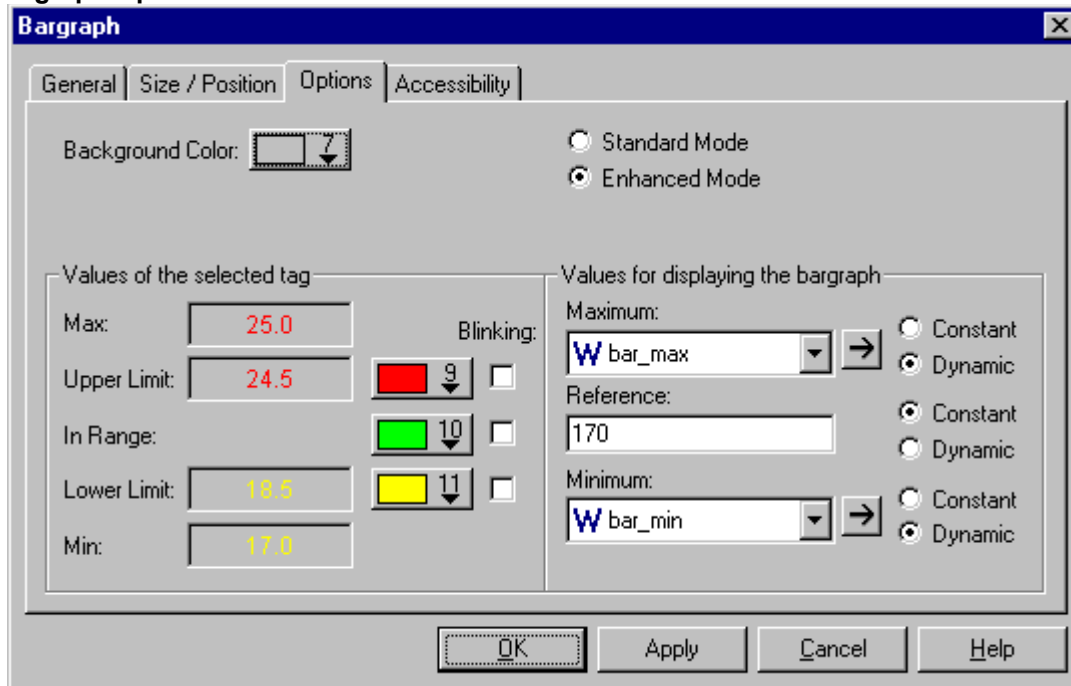 Bargraph
General Size / Position Options Accessibility
Background Color: 7
Standard Mode
Enhanced Mode
Values of the selected tag
Max: 25.0
Blinking:
Upper Limit: 24.5 9
In Range: 10
Lower Limit: 18.5 11
Min: 17.0
Values for displaying the bargraph
Maximum:
W bar_max
Constant
Dynamic
Reference:
170
Constant
Dynamic
Minimum:
W bar_min
Constant
Dynamic
OK Apply Cancel Help